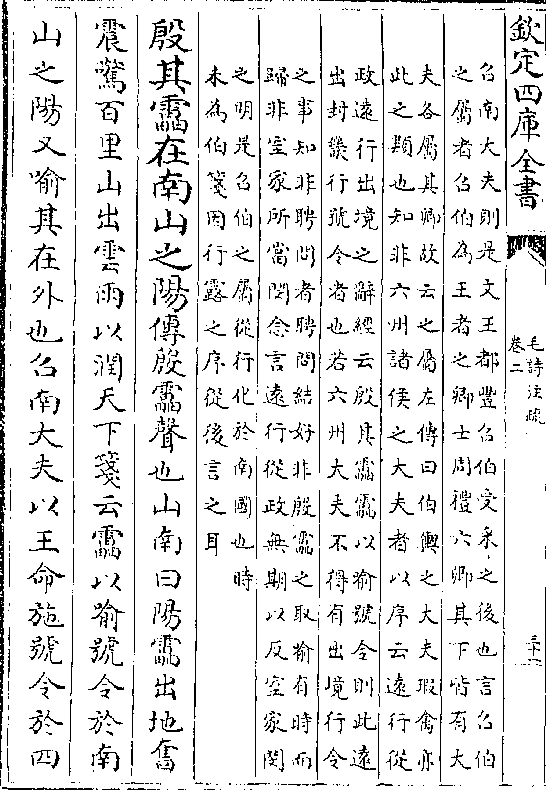 欽定四庫全書
毛詩注疏
卷二
召南大夫則是文王都豐召伯受采之後也言召伯
之屬者召伯為王者之卿士周禮六卿其下皆有大
夫各屬其卿故云之屬左傳曰伯輿之大夫瑕禽亦
此之類也知非六州諸侯之大夫者以序云遠行從
政遠行出境之辭經云殷其靁靁以喻號令則此遠
出封畿行號令者也若六州大夫不得有出境行令
之事知非聘問者聘問結好非殷靁之取喻有時而
歸非室家所當閔念言遠行從政無期以反室家閔
之明是召伯之屬從行化於南國也時
未為伯箋因行露之序從後言之耳
殷其靁在南山之陽傳殷靁聲也山南曰陽靁出地奮
震驚百里山出雲雨以潤天下箋云靁以喻號令於南
山之陽又喻其在外也召南大夫以王命施號令於四